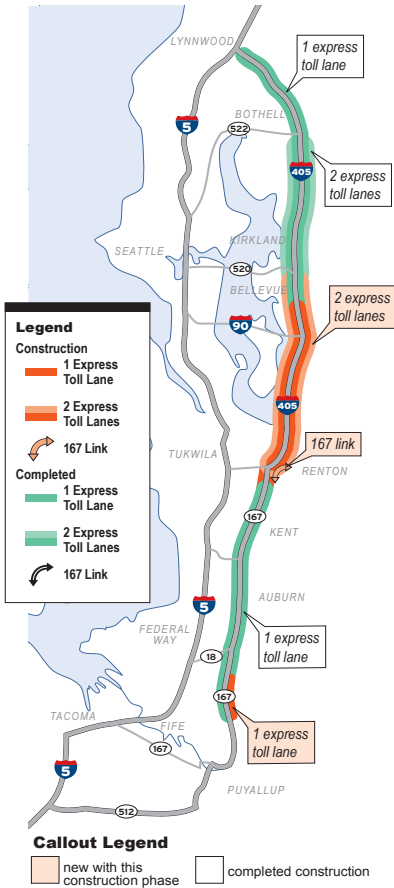 LYNNWOOD
1 express
toll lane
BOTHELL
5
522
405
2 express
toll lanes
KIRKLAND
SEATTLE
520
BELLEVUE
90
2 express
toll lanes
Legend
Construction
1 Express
Toll Lane
2 Express
Toll Lanes
167 Link
Completed
1 Express
Toll Lane
2 Express
Toll Lanes
167 Link
405
167 link
TUKWILA
RENTON
167
KENT
AUBURN
5
FEDERAL
WAY
1 express
toll lane
18
167
TACOMA
FIFE
167
1 express
toll lane
5
PUYALLUP
512
Callout Legend
new with this
construction phase
completed construction